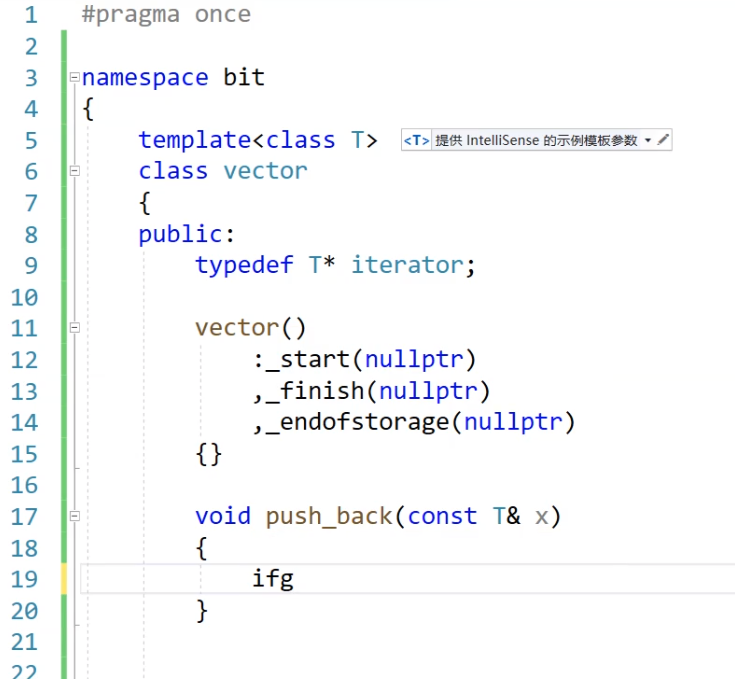 1 #pragma once
2
3 namespace bit
4 {
5 template<class T> <T> 提供 IntelliSense 的示例模板参数
6 class vector
7 {
8 public:
9 typedef T* iterator;
10
11 vector()
12 :_start(nullptr)
13 ,_finish(nullptr)
14 ,_endofstorage(nullptr)
15 {}
16
17 void push_back(const T& x)
18 {
19 ifg
20 }
21
22